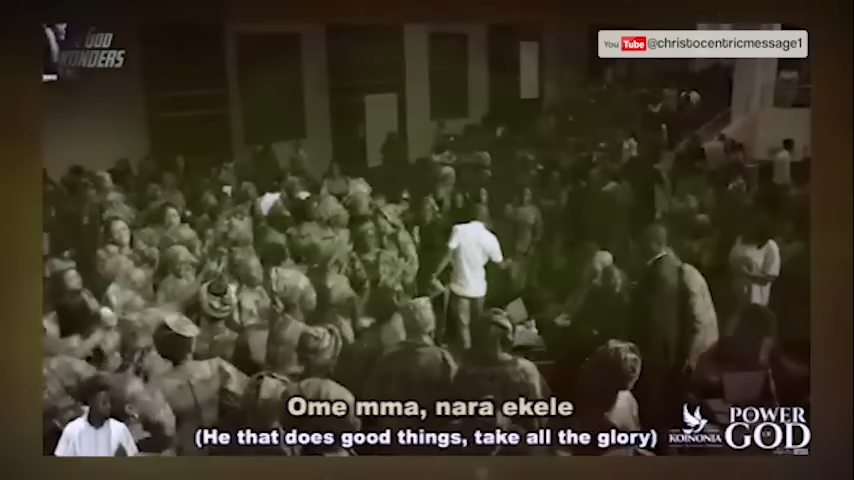 GOD
WONDERS
YouTube @christocentricmessage1
Ome mma, nara ekele
(He that does good things, take all the glory)
KOINONIA
POWER
OF
GOD